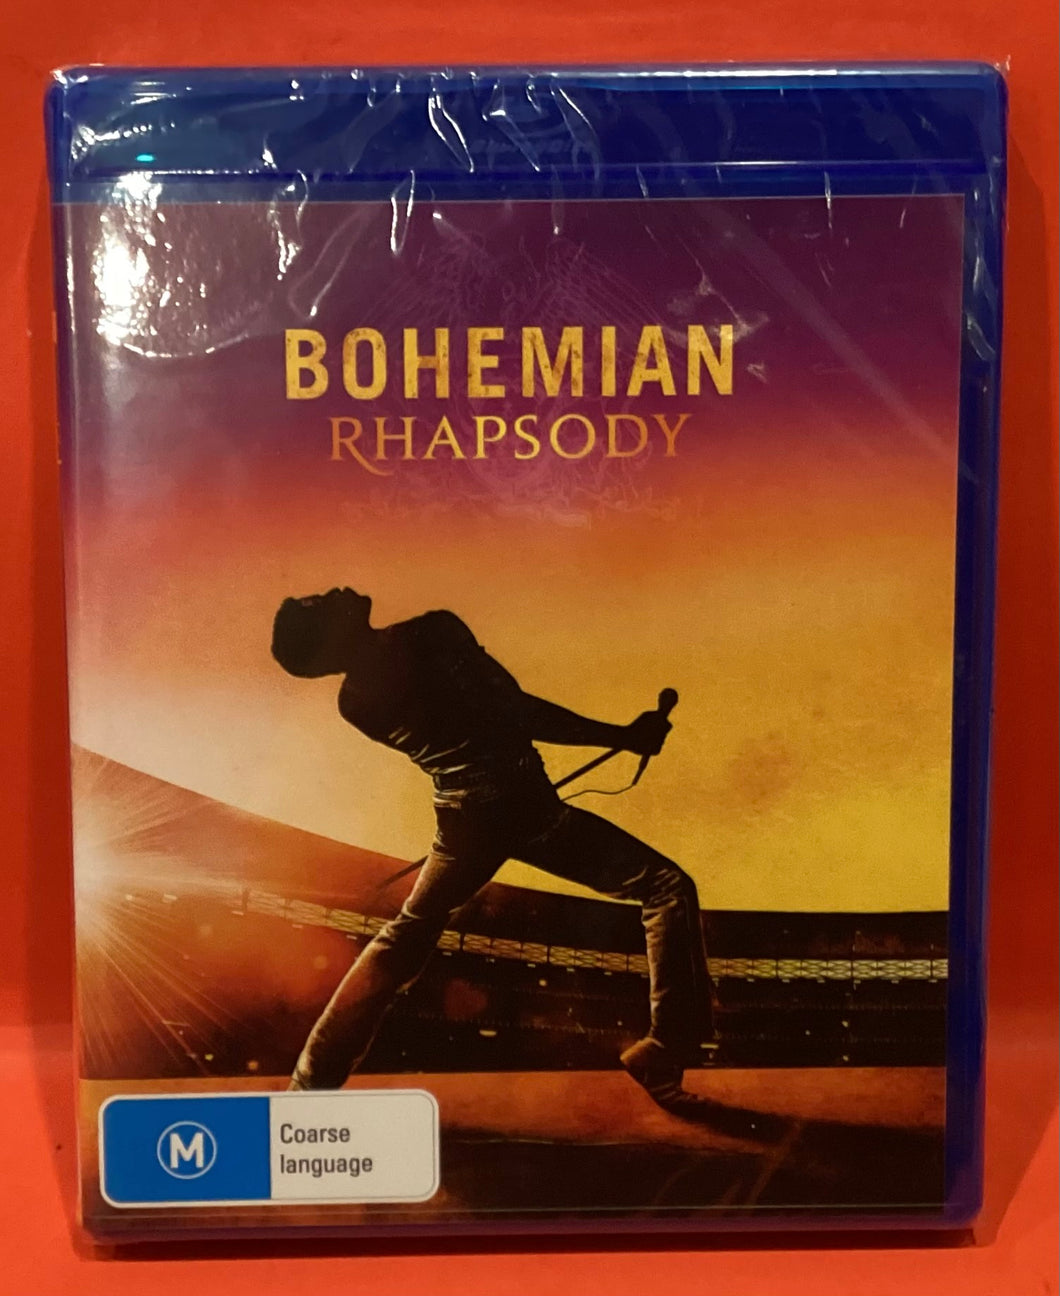 BOHEMIAN
RHAPSODY
M
Coarse
language